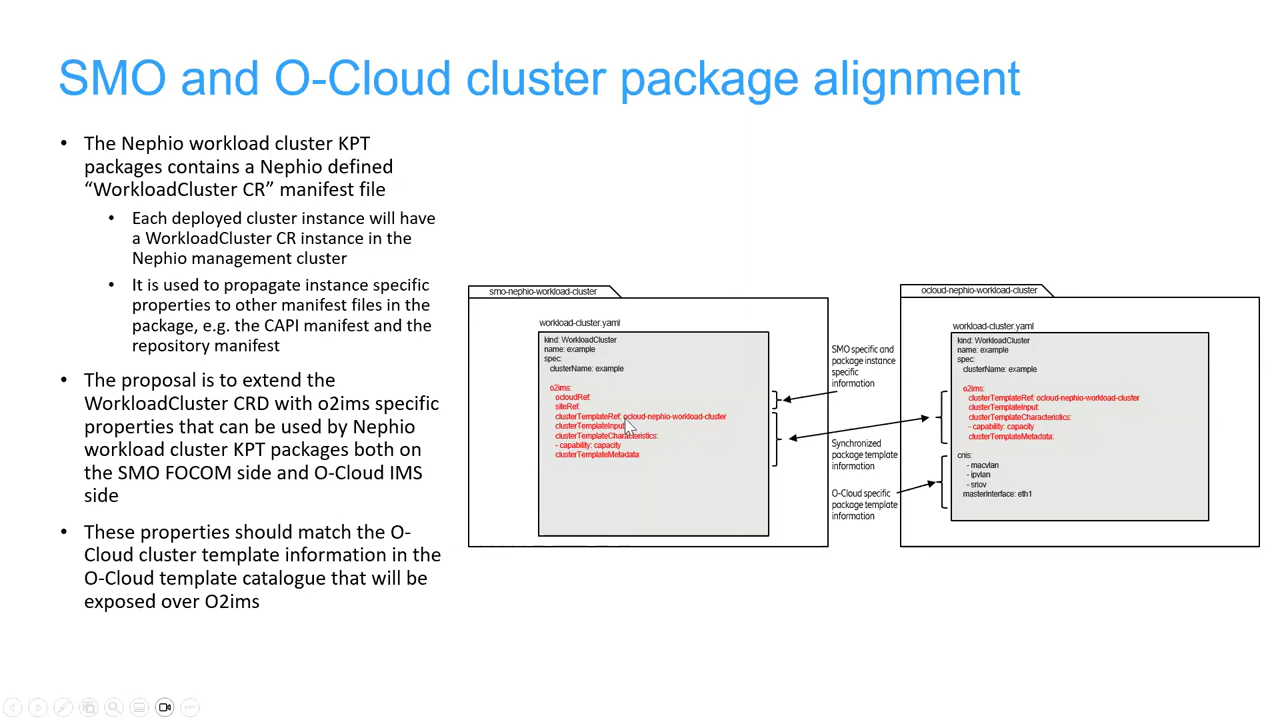 SMO and O-Cloud cluster package alignment
• The Nephio workload cluster KPT
packages contains a Nephio defined
“WorkloadCluster CR” manifest file
• Each deployed cluster instance will have
a WorkloadCluster CR instance in the
Nephio management cluster
• It is used to propagate instance specific
properties to other manifest files in the
package, e.g. the CAPI manifest and the
repository manifest
• The proposal is to extend the
WorkloadCluster CRD with o2ims specific
properties that can be used by Nephio
workload cluster KPT packages both on
the SMO FOCOM side and O-Cloud IMS
side
• These properties should match the O-
Cloud cluster template information in the
O-Cloud template catalogue that will be
exposed over O2ims
smo-nephio-workload-cluster
workload-cluster.yaml
kind: WorkloadCluster
name: example
spec:
clusterName: example
o2ims:
ocloudRef:
siteRef:
clusterTemplateRef: ocloud-nephio-workload-cluster
clusterTemplateInput:
clusterTemplateCharacteristics:
- capability: capacity
clusterTemplateMetadata:
SMO specific and
package instance
specific
information
Synchronized
package template
information
O-Cloud specific
package template
information
ocloud-nephio-workload-cluster
workload-cluster.yaml
kind: WorkloadCluster
name: example
spec:
clusterName: example
o2ims:
clusterTemplateRef: ocloud-nephio-workload-cluster
clusterTemplateInput:
clusterTemplateCharacteristics:
- capability: capacity
clusterTemplateMetadata:
cnis:
- macvlan
- ipvlan
- sriov
masterInterface: eth1